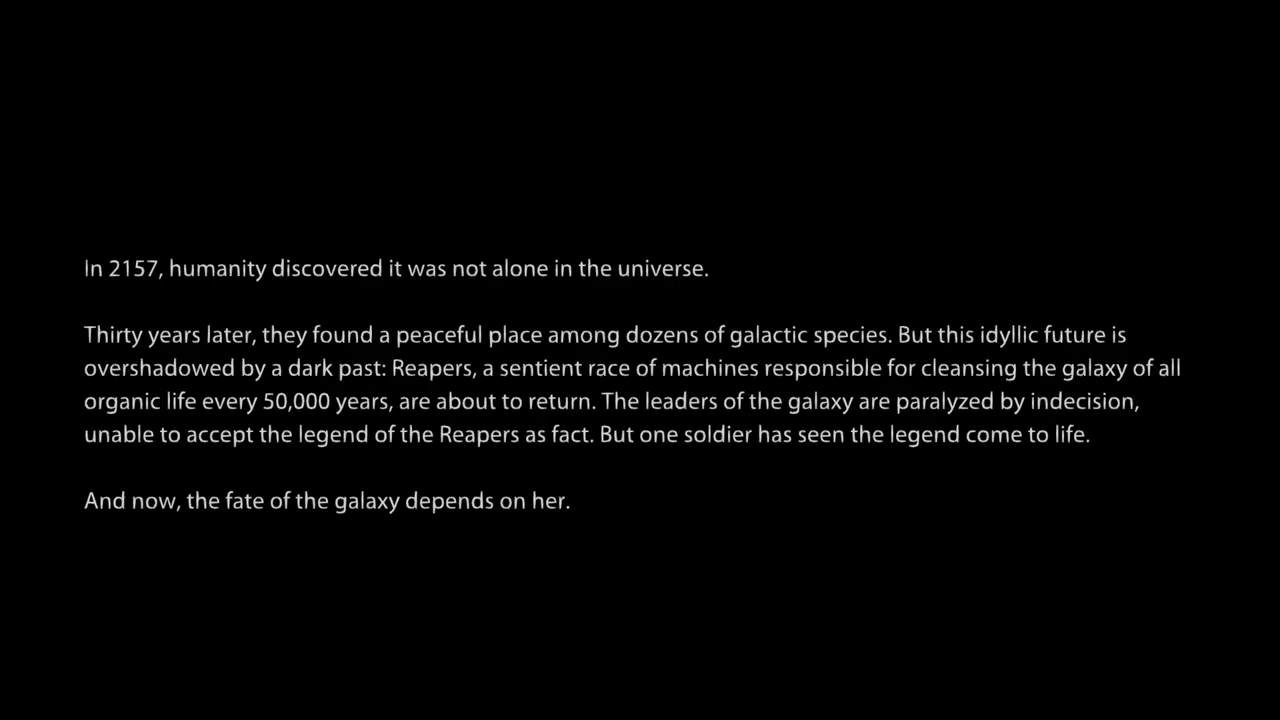 In 2157, humanity discovered it was not alone in the universe.
Thirty years later, they found a peaceful place among dozens of galactic species. But this idyllic future is
overshadowed by a dark past: Reapers, a sentient race of machines responsible for cleansing the galaxy of all
organic life every 50,000 years, are about to return. The leaders of the galaxy are paralyzed by indecision,
unable to accept the legend of the Reapers as fact. But one soldier has seen the legend come to life.
And now, the fate of the galaxy depends on her.